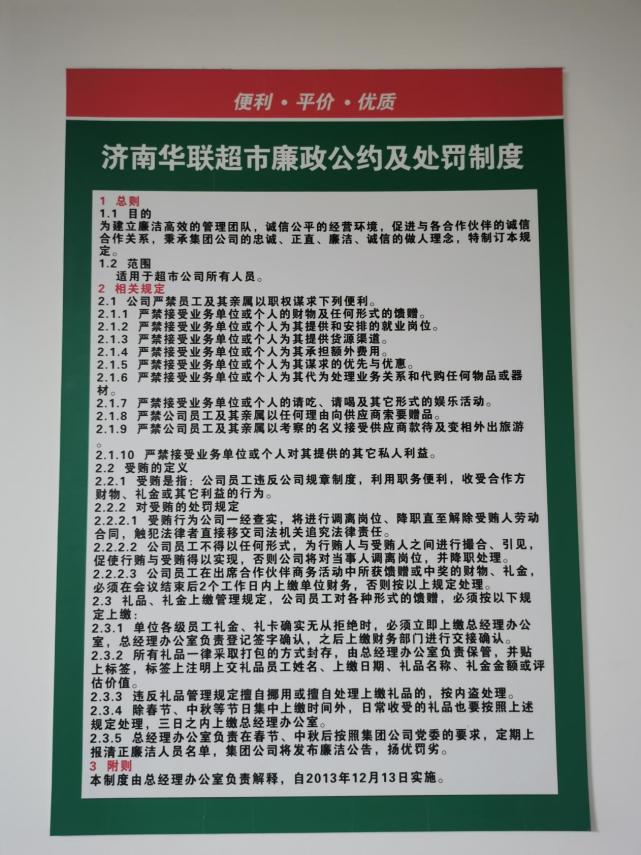 便利·平价·优质
济南华联超市廉政公约及处罚制度
1 总则
1.1 目的
为建立廉洁高效的管理团队，诚信公平的经营环境，促进与各合作伙伴的诚信
合作关系，秉承集团公司的忠诚、正直、廉洁、诚信的做人理念，特制订本规
定。
1.2 范围
适用于超市公司所有人员。
2 相关规定
2.1 公司严禁员工及其亲属以职权谋求下列便利。
2.1.1 严禁接受业务单位或个人的财物及任何形式的馈赠。
2.1.2 严禁接受业务单位或个人为其提供和安排的就业岗位。
2.1.3 严禁接受业务单位或个人为其提供货源渠道。
2.1.4 严禁接受业务单位或个人为其承担额外费用。
2.1.5 严禁接受业务单位或个人为其谋求的优先与优惠。
2.1.6 严禁接受业务单位或个人为其代为处理业务关系和代购任何物品或器
材。
2.1.7 严禁接受业务单位或个人的请吃、请喝及其它形式的娱乐活动。
2.1.8 严禁公司员工及其亲属以任何理由向供应商索要赠品。
2.1.9 严禁公司员工及其亲属以考察的名义接受供应商款待及变相外出旅游
。
2.1.10 严禁接受业务单位或个人对其提供的其它私人利益。
2.2 受贿的定义
2.2.1 受贿是指：公司员工违反公司规章制度，利用职务便利，收受合作方
财物、礼金或其它利益的行为。
2.2.2 对受贿的处罚规定
2.2.2.1 受贿行为公司一经查实，将进行调离岗位、降职直至解除受贿人劳动
合同，触犯法律者直接移交司法机关追究法律责任。
2.2.2.2 公司员工不得以任何形式，为行贿人与受贿人之间进行撮合、引见，
促使行贿与受贿得以实现，否则公司将对当事人调离岗位，并降职处理。
2.2.2.3 公司员工在出席合作伙伴商务活动中所获馈赠或中奖的财物、礼金，
必须在会议结束后2个工作日内上缴单位财务，否则按以上规定处理。
2.3 礼品、礼金上缴管理规定，公司员工对各种形式的馈赠，必须按以下规
定上缴：
2.3.1 单位各级员工礼金、礼卡确实无从拒绝时，必须立即上缴总经理办公
室，总经理办公室负责登记签字确认，之后上缴财务部门进行交接确认。
2.3.2 所有礼品一律采取打包的方式封存，由总经理办公室负责保管，并贴
上标签，标签上注明上交礼品员工姓名、上缴日期、礼品名称、礼金金额或评
估价值。
2.3.3 违反礼品管理规定擅自挪用或擅自处理上缴礼品的，按内盗处理。
2.3.4 除春节、中秋等节日集中上缴时间外，日常收受的礼品也要按照上述
规定处理，三日之内上缴总经理办公室。
2.3.5 总经理办公室负责在春节、中秋后按照集团公司党委的要求，定期上
报清正廉洁人员名单，集团公司将发布廉洁公告，扬优罚劣。
3 附则
本制度由总经理办公室负责解释，自2013年12月13日实施。